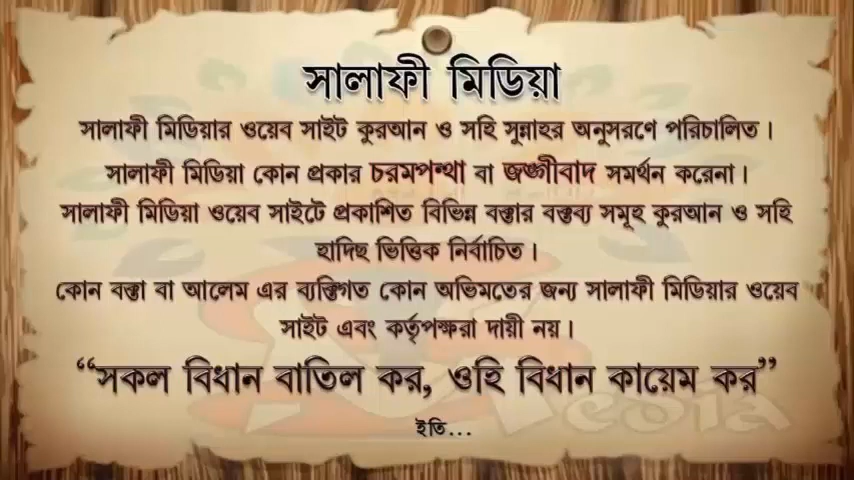 সালাফী মিডিয়া
সালাফী মিডিয়ার ওয়েব সাইট কুরআন ও সহি সুন্নাহর অনুসরণে পরিচালিত।
সালাফী মিডিয়া কোন প্রকার চরমপন্থা বা জঙ্গীবাদ সমর্থন করেনা।
সালাফী মিডিয়া ওয়েব সাইটে প্রকাশিত বিভিন্ন বক্তার বক্তব্য সমূহ কুরআন ও সহি
হাদিছ ভিত্তিক নির্বাচিত।
কোন বক্তা বা আলেম এর ব্যক্তিগত কোন অভিমতের জন্য সালাফী মিডিয়ার ওয়েব
সাইট এবং কর্তৃপক্ষরা দায়ী নয়।
“সকল বিধান বাতিল কর, ওহি বিধান কায়েম কর”
ইতি...